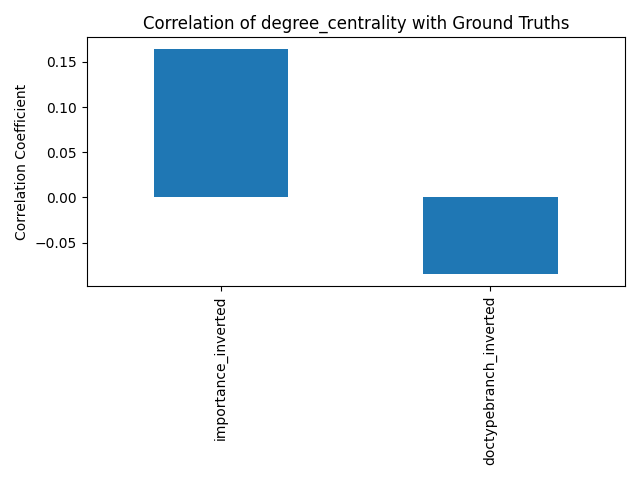 Correlation of degree_centrality with Ground Truths
Correlation Coefficient
0.15
0.10
0.05
0.00
−0.05
importance_inverted
doctypebranch_inverted